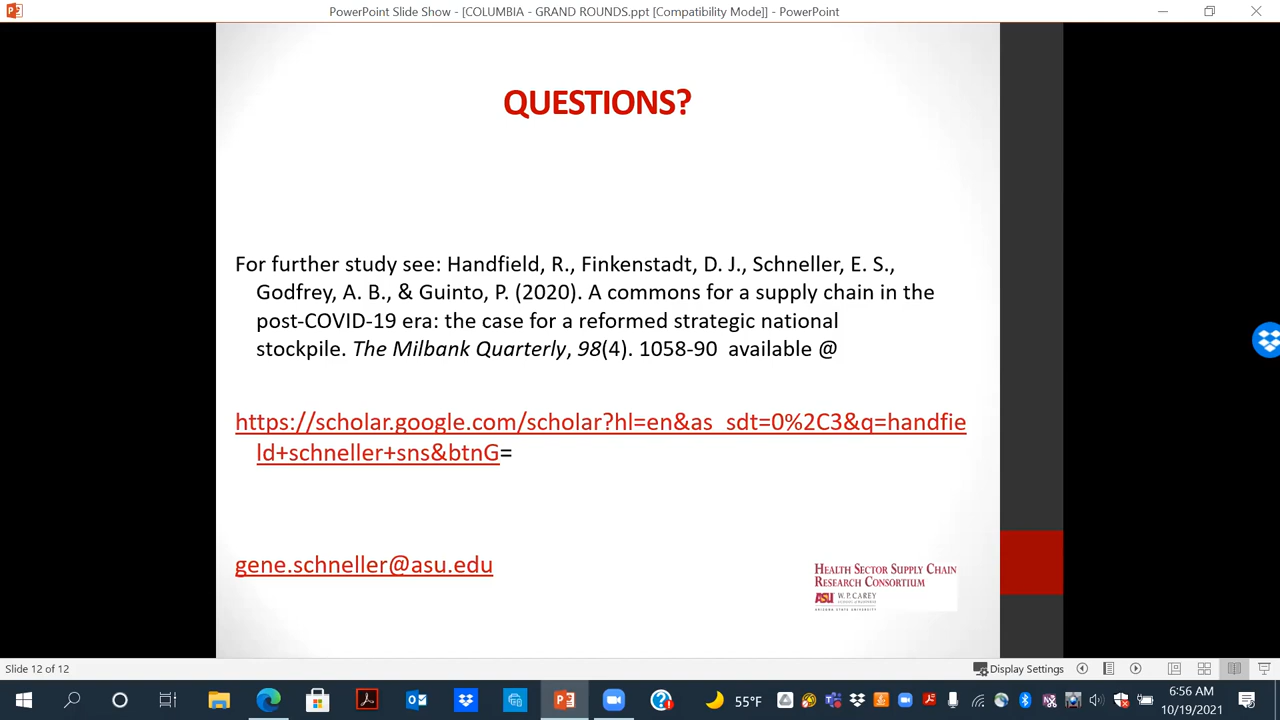 PowerPoint Slide Show - [COLUMBIA - GRAND ROUNDS.ppt [Compatibility Mode]] - PowerPoint
QUESTIONS?
For further study see: Handfield, R., Finkenstadt, D. J., Schneller, E. S.,
Godfrey, A. B., & Guinto, P. (2020). A commons for a supply chain in the
post-COVID-19 era: the case for a reformed strategic national
stockpile. The Milbank Quarterly, 98(4). 1058-90 available @
https://scholar.google.com/scholar?hl=en&as_sdt=0%2C3&q=handfie
ld+schneller+sns&btnG=
gene.schneller@asu.edu
HEALTH SECTOR SUPPLY CHAIN
RESEARCH CONSORTIUM
ASU W. P. CAREY
Slide 12 of 12
Display Settings
55°F
6:56 AM
10/19/2021